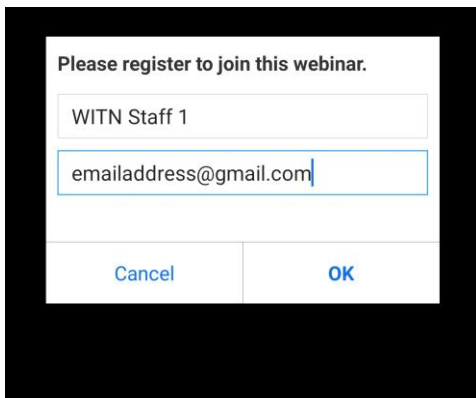 Please register to join this webinar.
WITN Staff 1
emailaddress@gmail.com
Cancel
OK